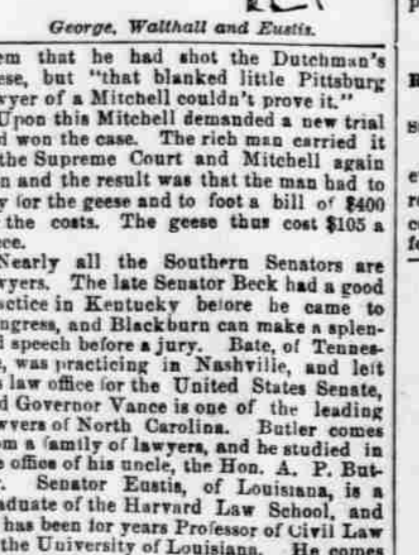 George, Walthall and Eustis.
em that he had shot the Dutchman's
ese, but "that blanked little Pittsburg
wyer of a Mitchell couldn't prove it."
Upon this Mitchell demanded a new trial
d won the case. The rich man carried it
the Supreme Court and Mitchell again
n and the result was that the man had to
y for the geese and to foot a bill of $400
the costs. The geese thus cost $105 a
ece.
Nearly all the Southern Senators are
wyers. The late Senator Beck had a good
actice in Kentucky before he came to
ngress, and Blackburn can make a splen-
d speech before a jury. Bate, of Tennes-
e, was practicing in Nashville, and left
s law office for the United States Senate,
d Governor Vance is one of the leading
wyers of North Carolina. Butler comes
om a family of lawyers, and he studied in
e office of his uncle, the Hon. A. P. But-
r. Senator Eustis, of Louisiana, is a
aduate of the Harvard Law School, and
has been for years Professor of Civil Law
the University of Louisiana. He comes